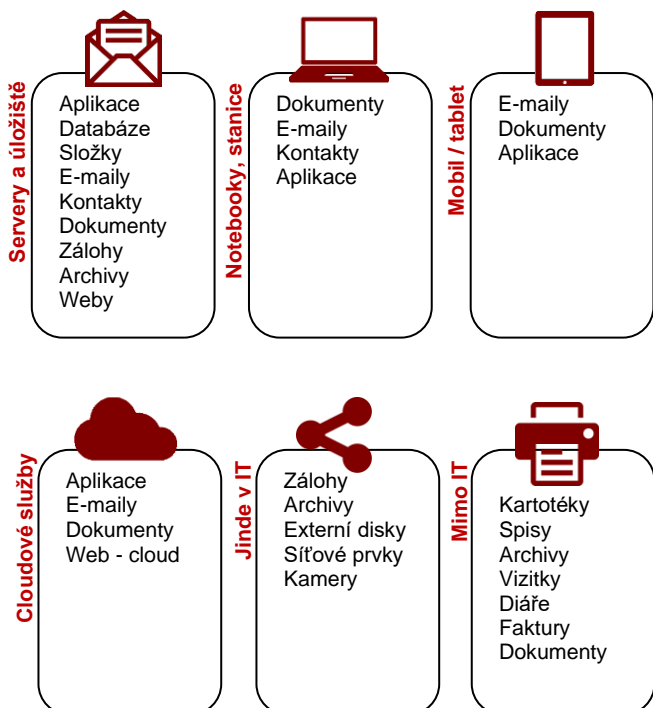 Servery a úložiště
Aplikace
Databáze
Složky
E-maily
Kontakty
Dokumenty
Zálohy
Archivy
Weby
Notebooky, stanice
Dokumenty
E-maily
Kontakty
Aplikace
Mobil / tablet
E-maily
Dokumenty
Aplikace
Cloudové služby
Aplikace
E-maily
Dokumenty
Web - cloud
Jinde v IT
Zálohy
Archivy
Externí disky
Síťové prvky
Kamery
Mimo IT
Kartotéky
Spisy
Archivy
Vizitky
Diáře
Faktury
Dokumenty